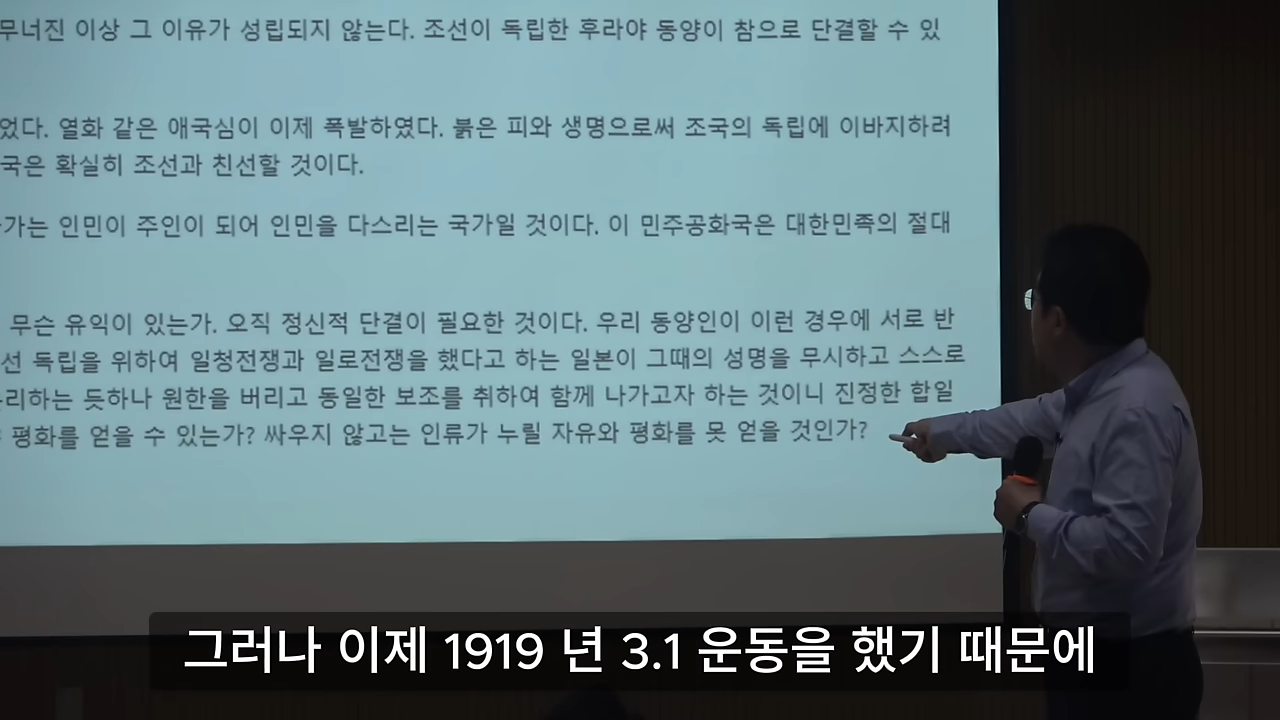 무너진 이상 그 이유가 성립되지 않는다. 조선이 독립한 후라야 동양이 참으로 단결할 수 있
었다. 열화 같은 애국심이 이제 폭발하였다. 붉은 피와 생명으로써 조국의 독립에 이바지하려
국은 확실히 조선과 친선할 것이다.
가는 인민이 주인이 되어 인민을 다스리는 국가일 것이다. 이 민주공화국은 대한민족의 절대
무슨 유익이 있는가. 오직 정신적 단결이 필요한 것이다. 우리 동양인이 이런 경우에 서로 반
선 독립을 위하여 일청전쟁과 일로전쟁을 했다고 하는 일본이 그때의 성명을 무시하고 스스로
리하는 듯하나 원한을 버리고 동일한 보조를 취하여 함께 나가고자 하는 것이니 진정한 합일
평화를 얻을 수 있는가? 싸우지 않고는 인류가 누릴 자유와 평화를 못 얻을 것인가?
그러나 이제 1919 년 3.1 운동을 했기 때문에